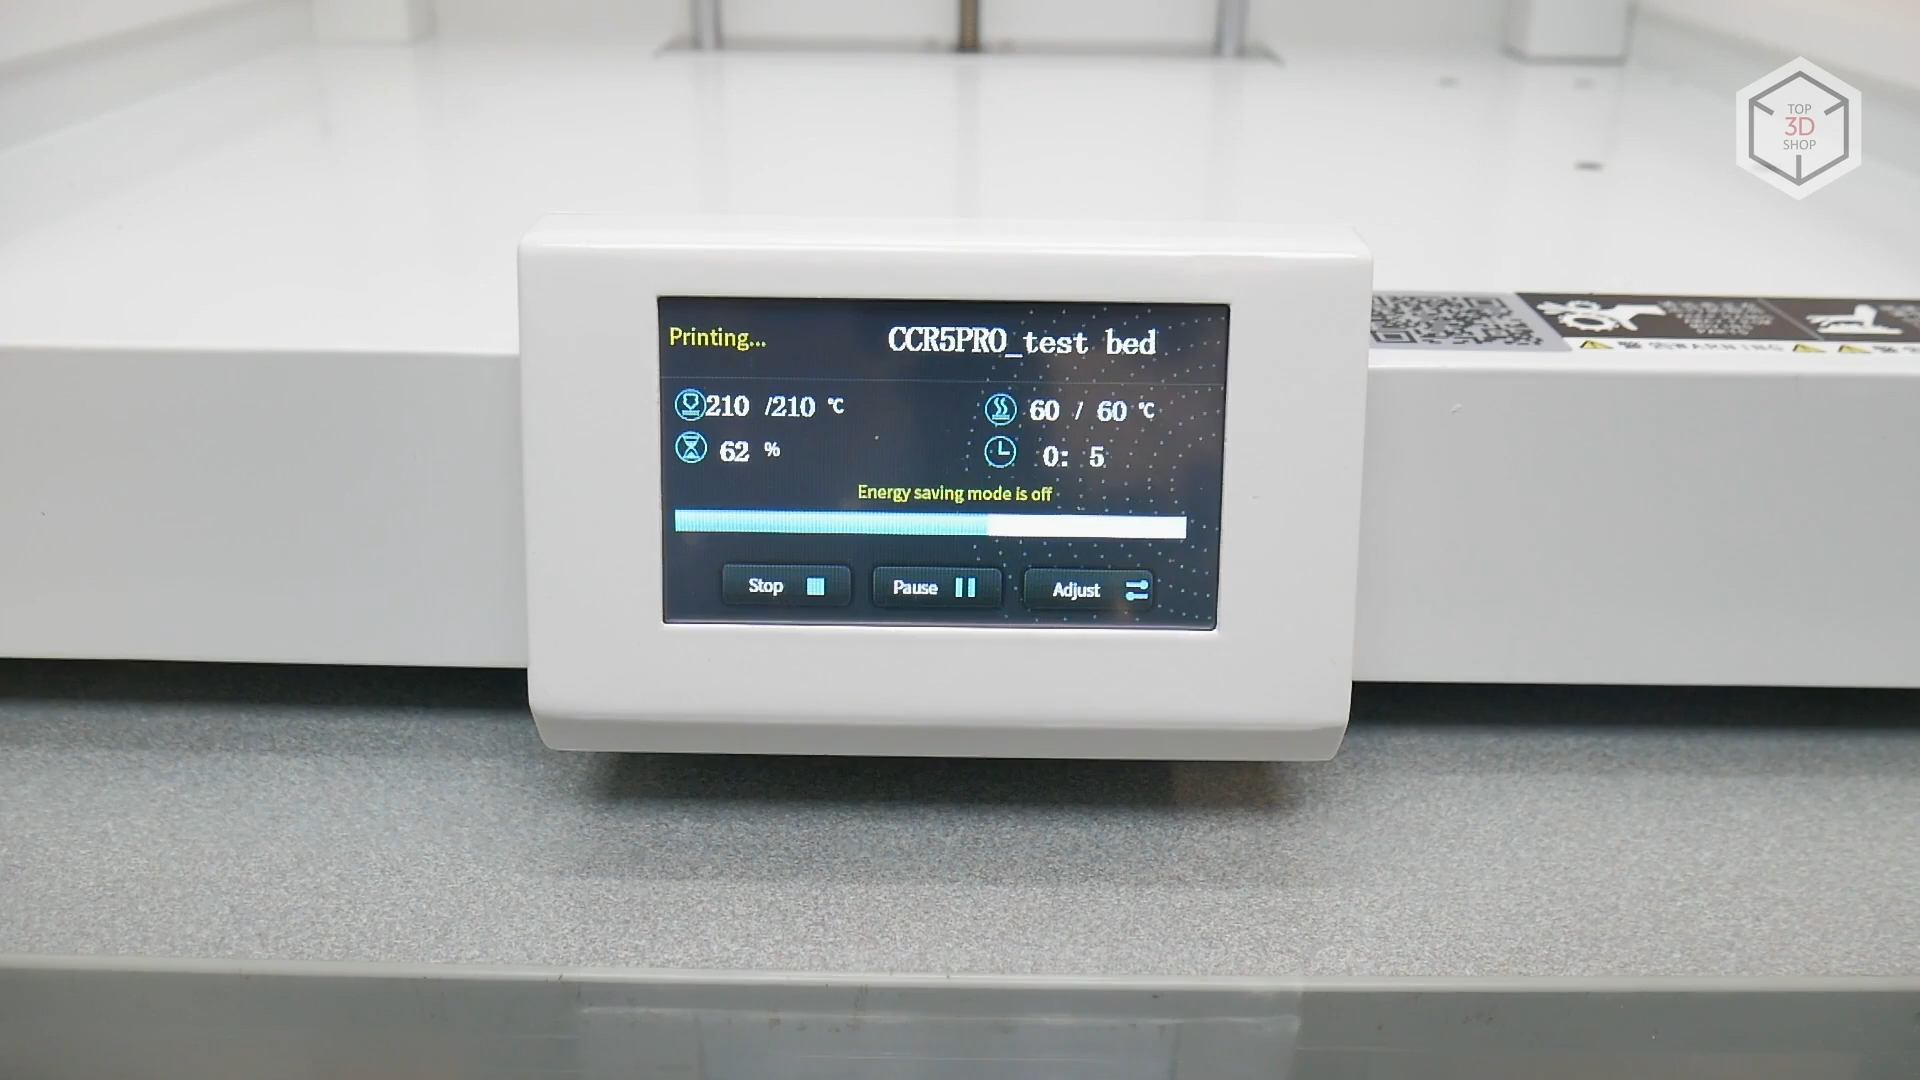 TOP
3D
SHOP
Printing...
CCR5PRO_test bed
210 /210 ℃
60 / 60 ℃
62 %
0: 5
Energy saving mode is off
Stop
Pause
Adjust
WARNING